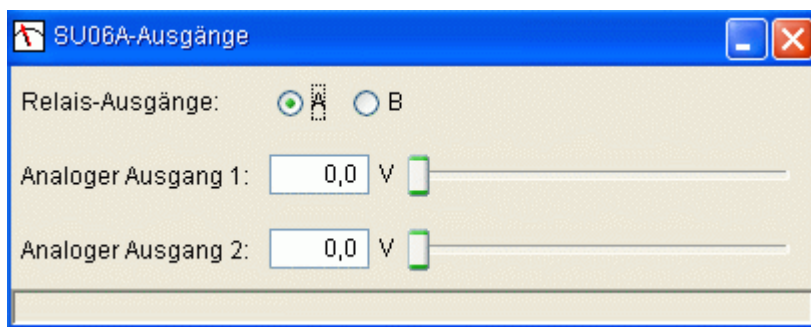 SU06A-Ausgänge
Relais-Ausgänge: A B
Analoger Ausgang 1: 0,0 V
Analoger Ausgang 2: 0,0 V